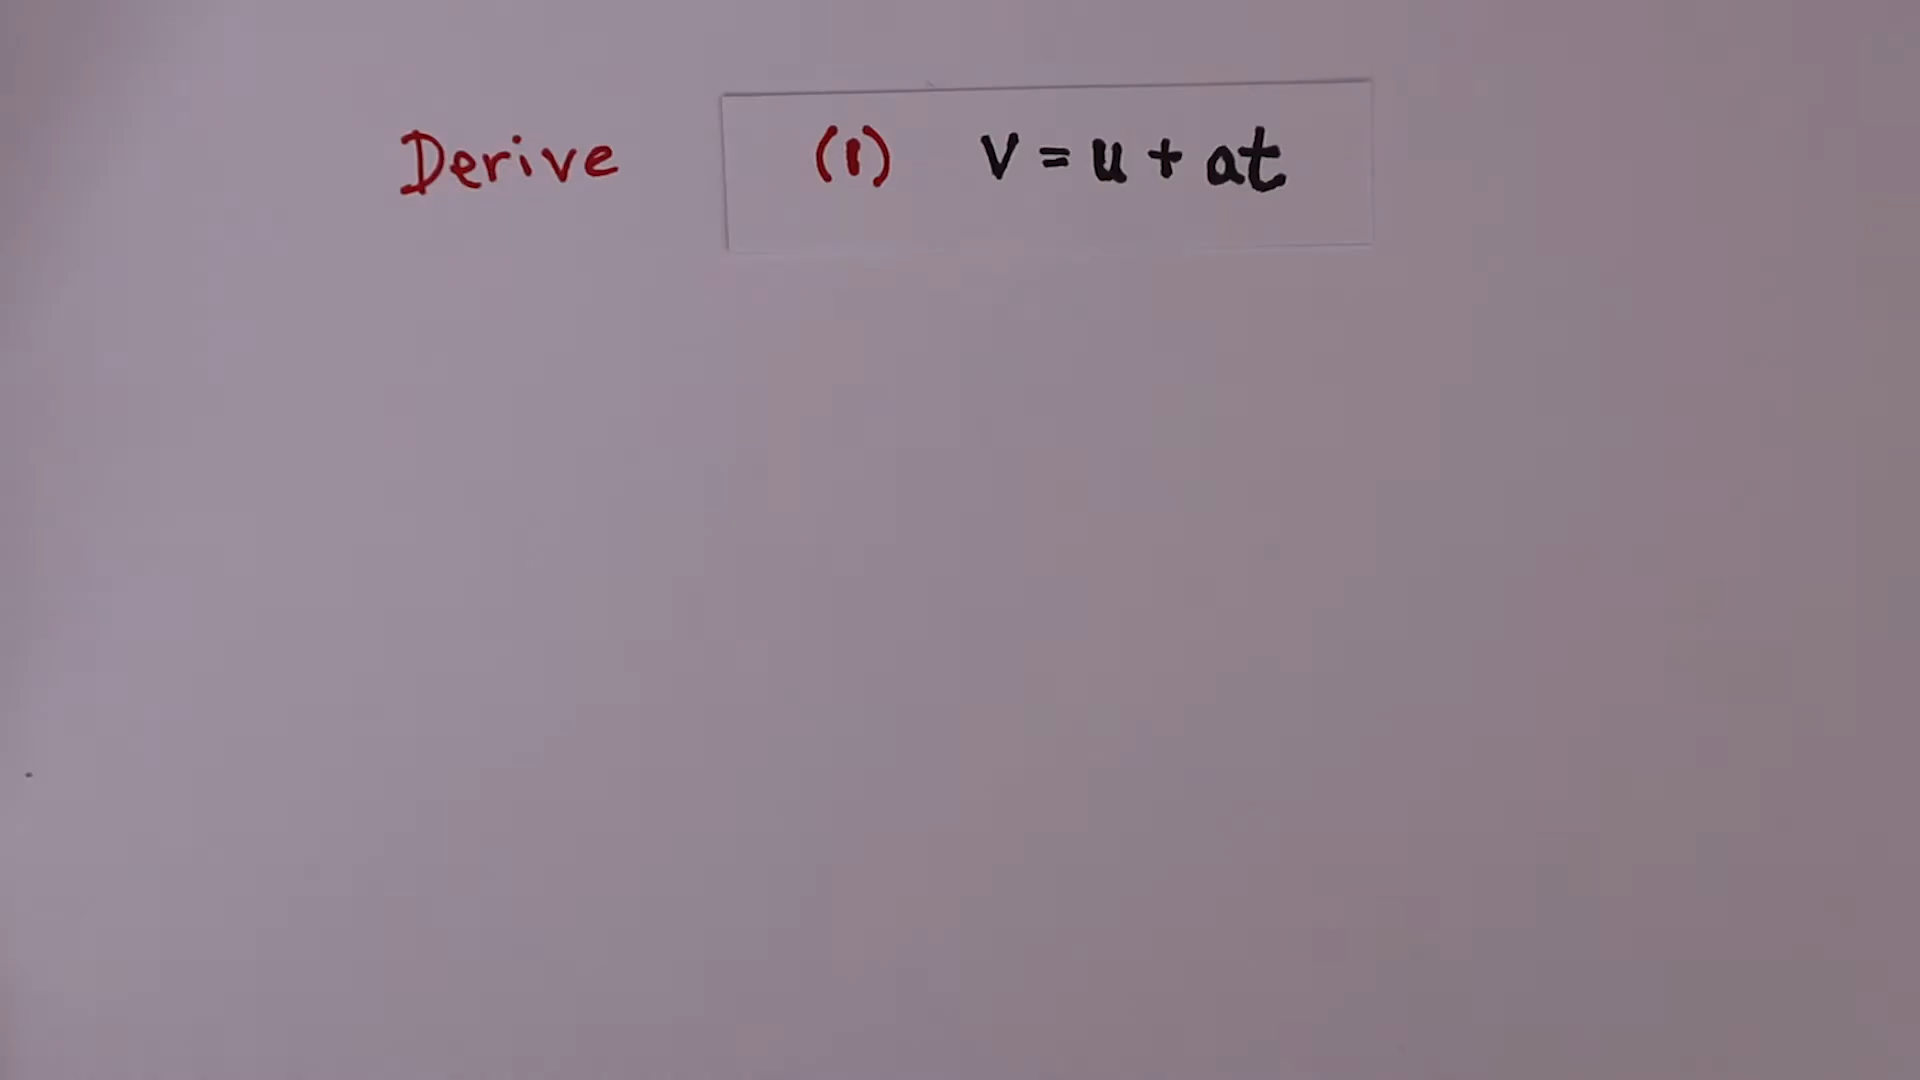 Derive (1) v = u + at